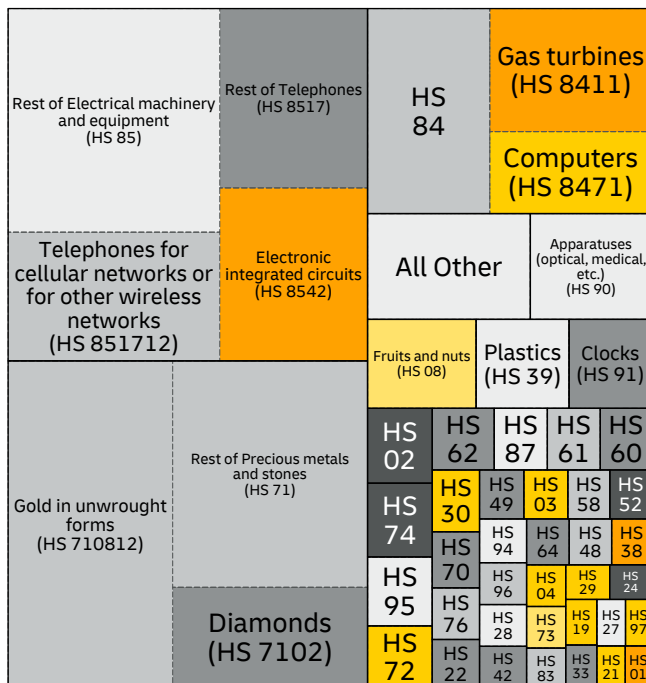 Rest of Electrical machinery
and equipment
(HS 85)
Rest of Telephones
(HS 8517)
Telephones for
cellular networks or
for other wireless
networks
(HS 851712)
Electronic
integrated circuits
(HS 8542)
Gold in unwrought
forms
(HS 710812)
Rest of Precious metals
and stones
(HS 71)
Diamonds
(HS 7102)
HS
84
Gas turbines
(HS 8411)
Computers
(HS 8471)
All Other
Apparatuses
(optical, medical,
etc.)
(HS 90)
Fruits and nuts
(HS 08)
Plastics
(HS 39)
Clocks
(HS 91)
HS
02
HS
74
HS
95
HS
72
HS
62
HS
87
HS
61
HS
60
HS
30
HS
70
HS
76
HS
22
HS
49
HS
03
HS
58
HS
52
HS
94
HS
64
HS
48
HS
38
HS
96
HS
04
HS
29
HS
24
HS
28
HS
73
HS
19
HS
27
HS
97
HS
42
HS
83
HS
33
HS
21
HS
01